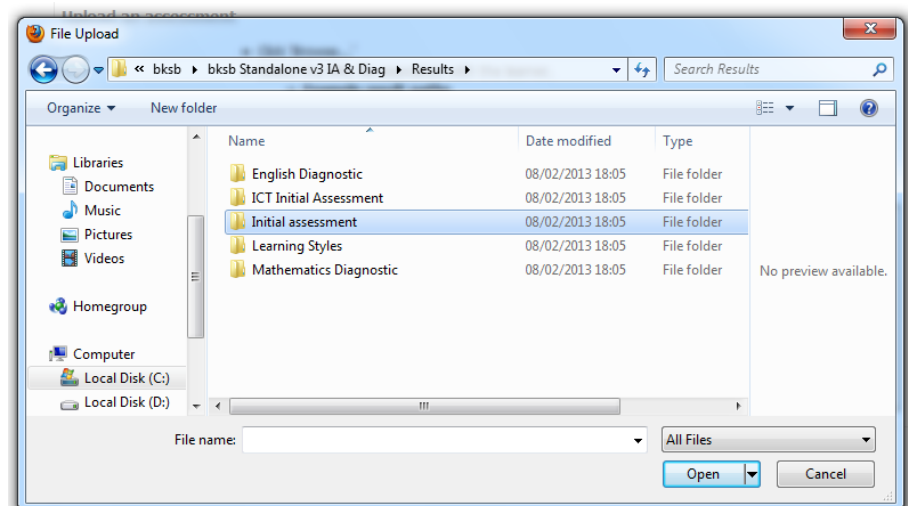 Upload an assessment
File Upload
« bksb ▸ bksb Standalone v3 IA & Diag ▸ Results ▸
Search Results
Organize
New folder
Name
Date modified
Type
Libraries
Documents
Music
Pictures
Videos
Homegroup
Computer
Local Disk (C:)
Local Disk (D:)
English Diagnostic 08/02/2013 18:05 File folder
ICT Initial Assessment 08/02/2013 18:05 File folder
Initial assessment 08/02/2013 18:05 File folder
Learning Styles 08/02/2013 18:05 File folder
Mathematics Diagnostic 08/02/2013 18:05 File folder
No preview available.
File name:
All Files
Open
Cancel